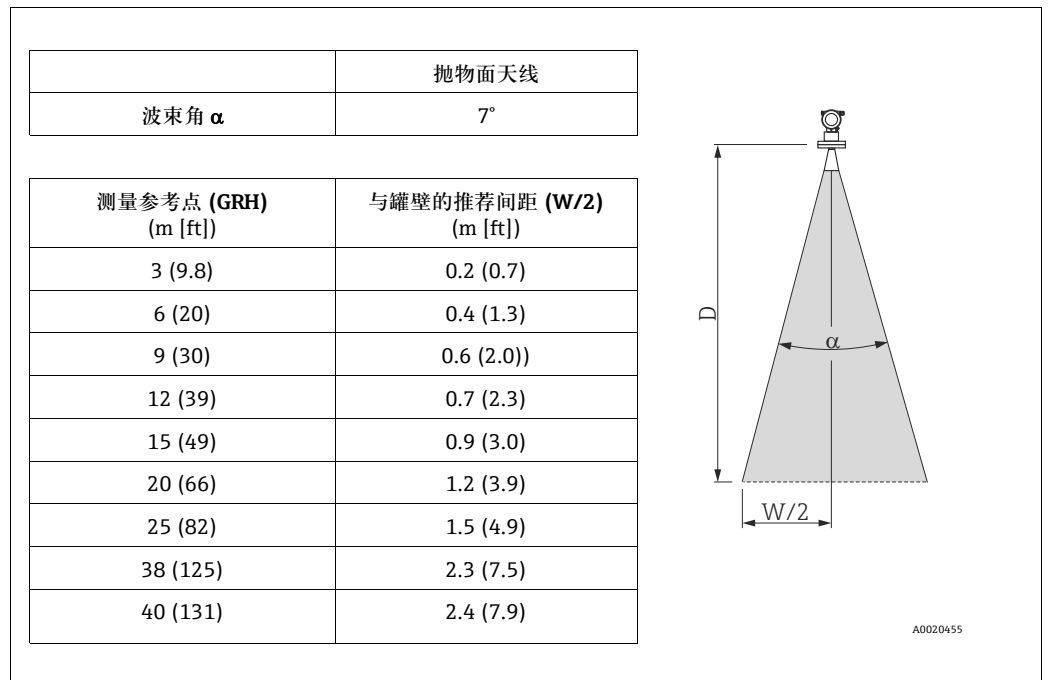 抛物面天线
波束角 α 7°
测量参考点 (GRH) 与罐壁的推荐间距 (W/2)
(m [ft]) (m [ft])
3 (9.8) 0.2 (0.7)
6 (20) 0.4 (1.3)
9 (30) 0.6 (2.0))
12 (39) 0.7 (2.3)
15 (49) 0.9 (3.0)
20 (66) 1.2 (3.9)
25 (82) 1.5 (4.9)
38 (125) 2.3 (7.5)
40 (131) 2.4 (7.9)
D
α
W/2
A0020455